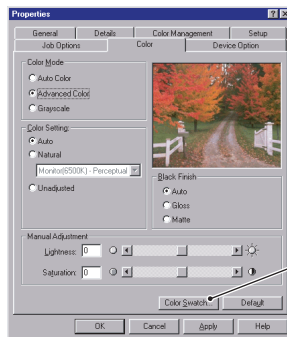 Properties
General Details Color Management Setup
Job Options Color Device Option
Color Mode
Auto Color
Advanced Color
Grayscale
Color Setting:
Auto
Natural
Monitor(6500K) - Perceptual
Unadjusted
Black Finish
Auto
Gloss
Matte
Manual Adjustment
Lightness: 0
Saturation: 0
Color Swatch... Default
OK Cancel Apply Help